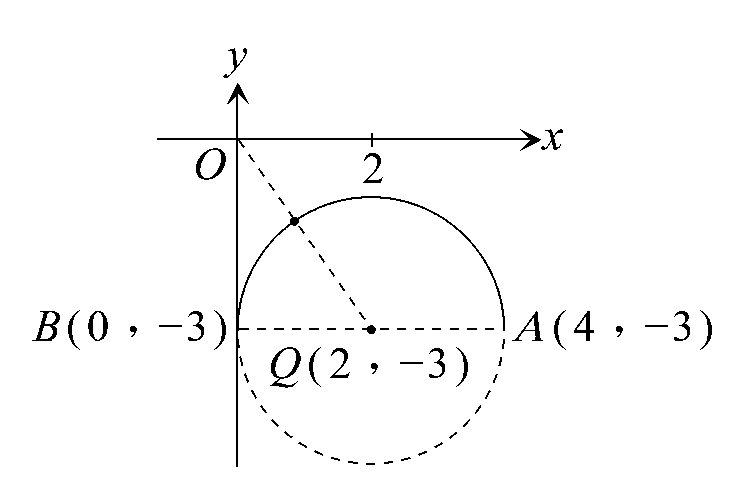 y
x
O
2
B(0，−3)
A(4，−3)
Q(2，−3)